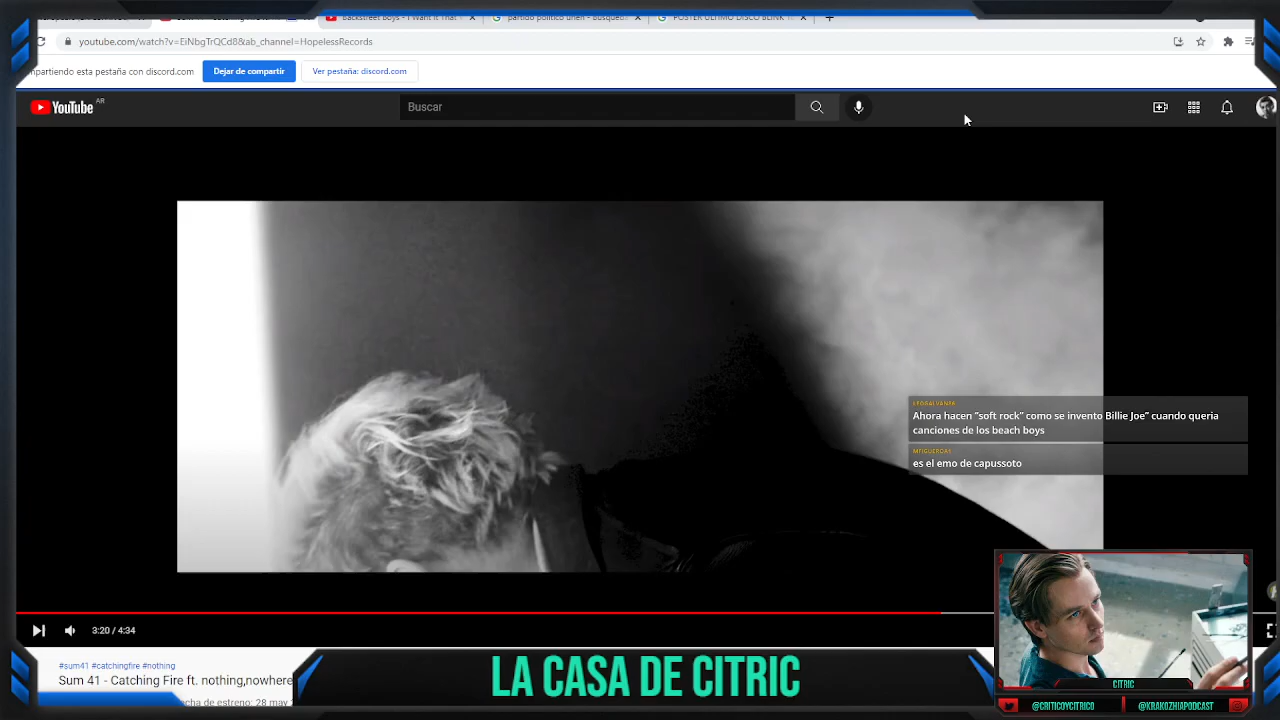 Backstreet Boys - I Want It That
partido politico
POSTER ULTIMO DISCO BLINK
youtube.com/watch?v=EiNbgTrQCd8&ab_channel=HopelessRecords
mpartiendo esta pestaña con discord.com
Dejar de compartir
Ver pestaña: discord.com
YouTube AR
Buscar
Ahora hacen "soft rock" como se invento Billie Joe" cuando queria
canciones de los beach boys
MFIGUEROA5
es el emo de capussoto
3:20 / 4:34
#sum41 #catchingfire #nothing
Sum 41 - Catching Fire ft. nothing,nowhere
cha de estreno: 28 may
LA CASA DE CITRIC
CITRIC
@CRITICOYCITRICO
@KRAKOZHIAPODCAST